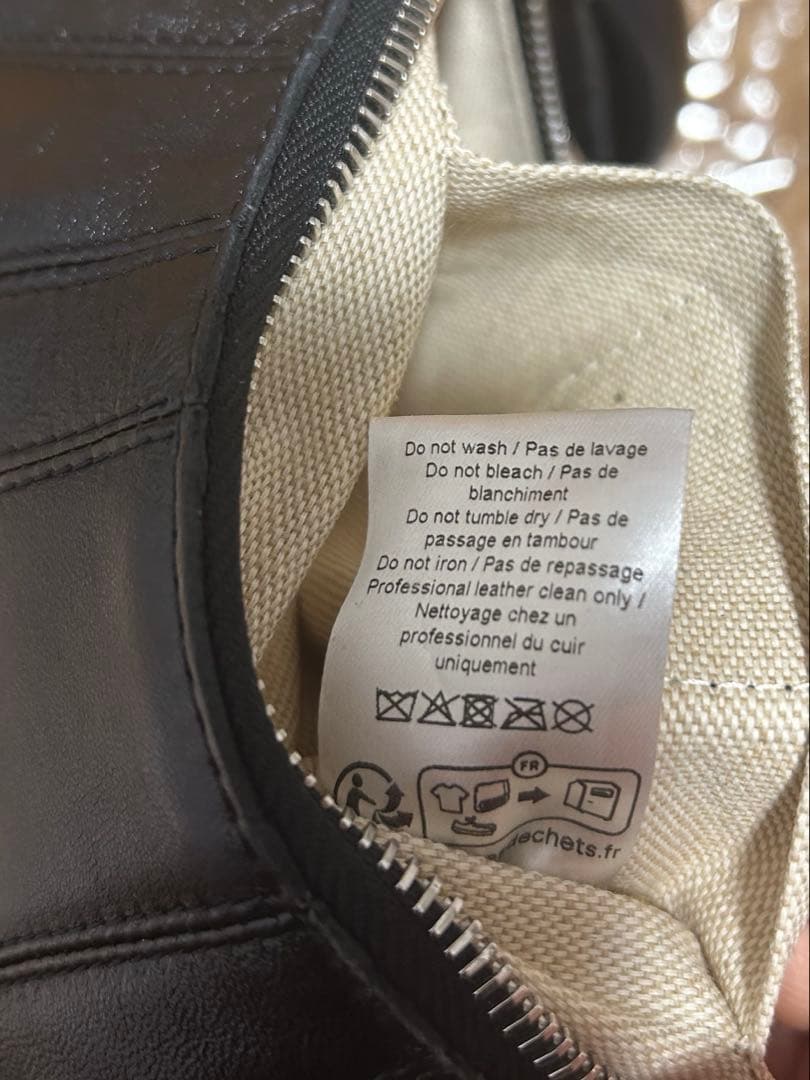 Do not wash / Pas de lavage
Do not bleach / Pas de
blanchiment
Do not tumble dry / Pas de
passage en tambour
Do not iron / Pas de repassage
Professional leather clean only /
Nettoyage chez un
professionnel du cuir
uniquement
FR
echets.fr